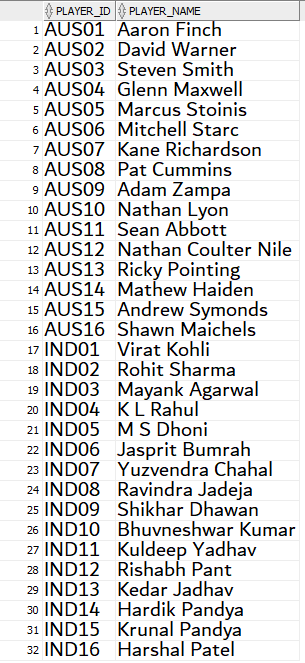 PLAYER_ID PLAYER_NAME
1 AUS01 Aaron Finch
2 AUS02 David Warner
3 AUS03 Steven Smith
4 AUS04 Glenn Maxwell
5 AUS05 Marcus Stoinis
6 AUS06 Mitchell Starc
7 AUS07 Kane Richardson
8 AUS08 Pat Cummins
9 AUS09 Adam Zampa
10 AUS10 Nathan Lyon
11 AUS11 Sean Abbott
12 AUS12 Nathan Coulter Nile
13 AUS13 Ricky Pointing
14 AUS14 Mathew Haiden
15 AUS15 Andrew Symonds
16 AUS16 Shawn Maichels
17 IND01 Virat Kohli
18 IND02 Rohit Sharma
19 IND03 Mayank Agarwal
20 IND04 K L Rahul
21 IND05 M S Dhoni
22 IND06 Jasprit Bumrah
23 IND07 Yuzvendra Chahal
24 IND08 Ravindra Jadeja
25 IND09 Shikhar Dhawan
26 IND10 Bhuvneshwar Kumar
27 IND11 Kuldeep Yadhav
28 IND12 Rishabh Pant
29 IND13 Kedar Jadhav
30 IND14 Hardik Pandya
31 IND15 Krunal Pandya
32 IND16 Harshal Patel